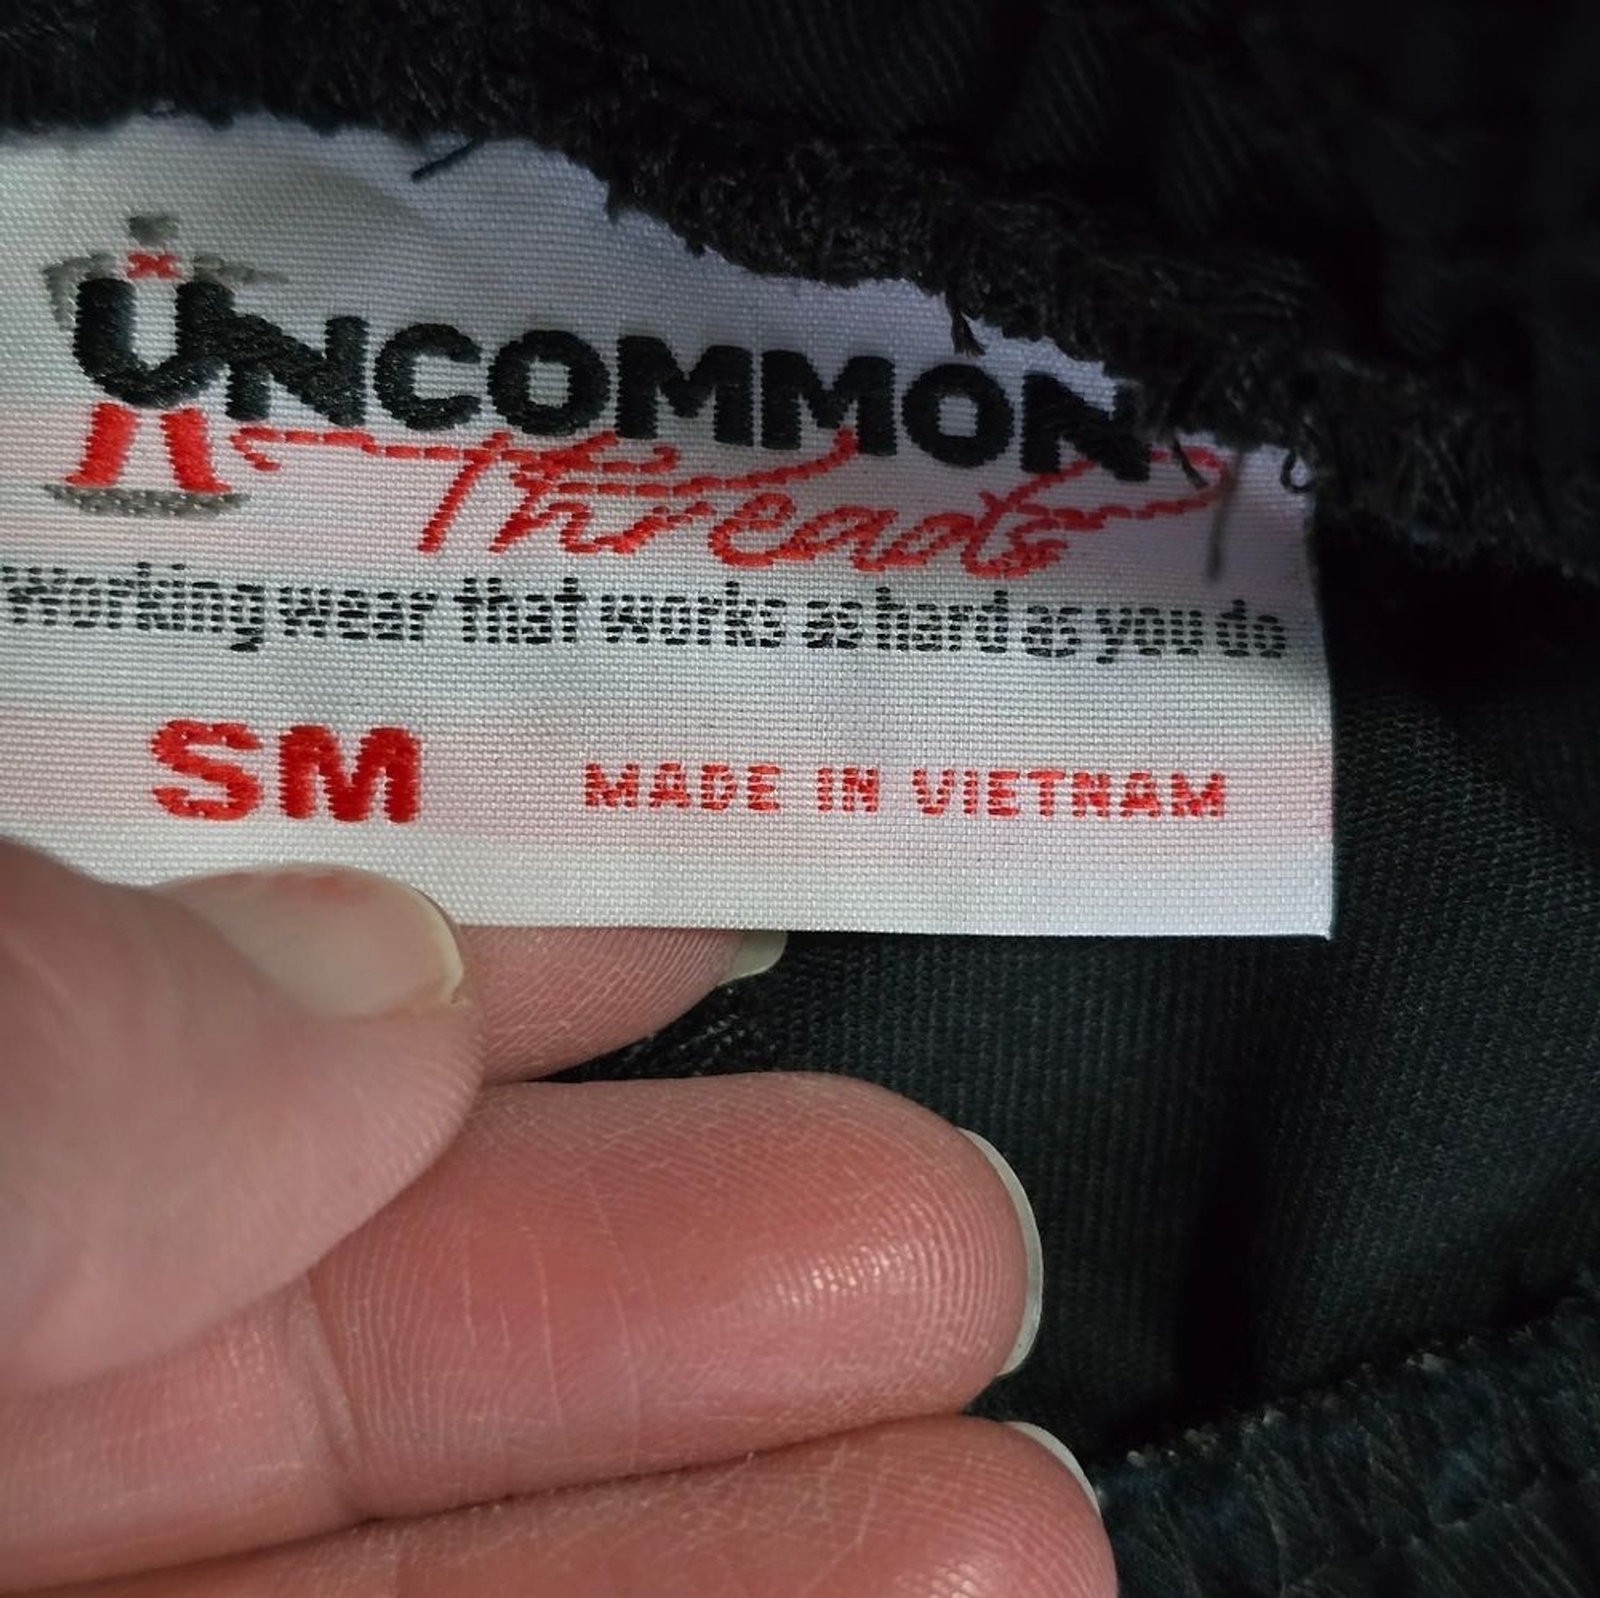 UNCOMMON
Threads
working wear that works as hard as you do
SM MADE IN VIETNAM